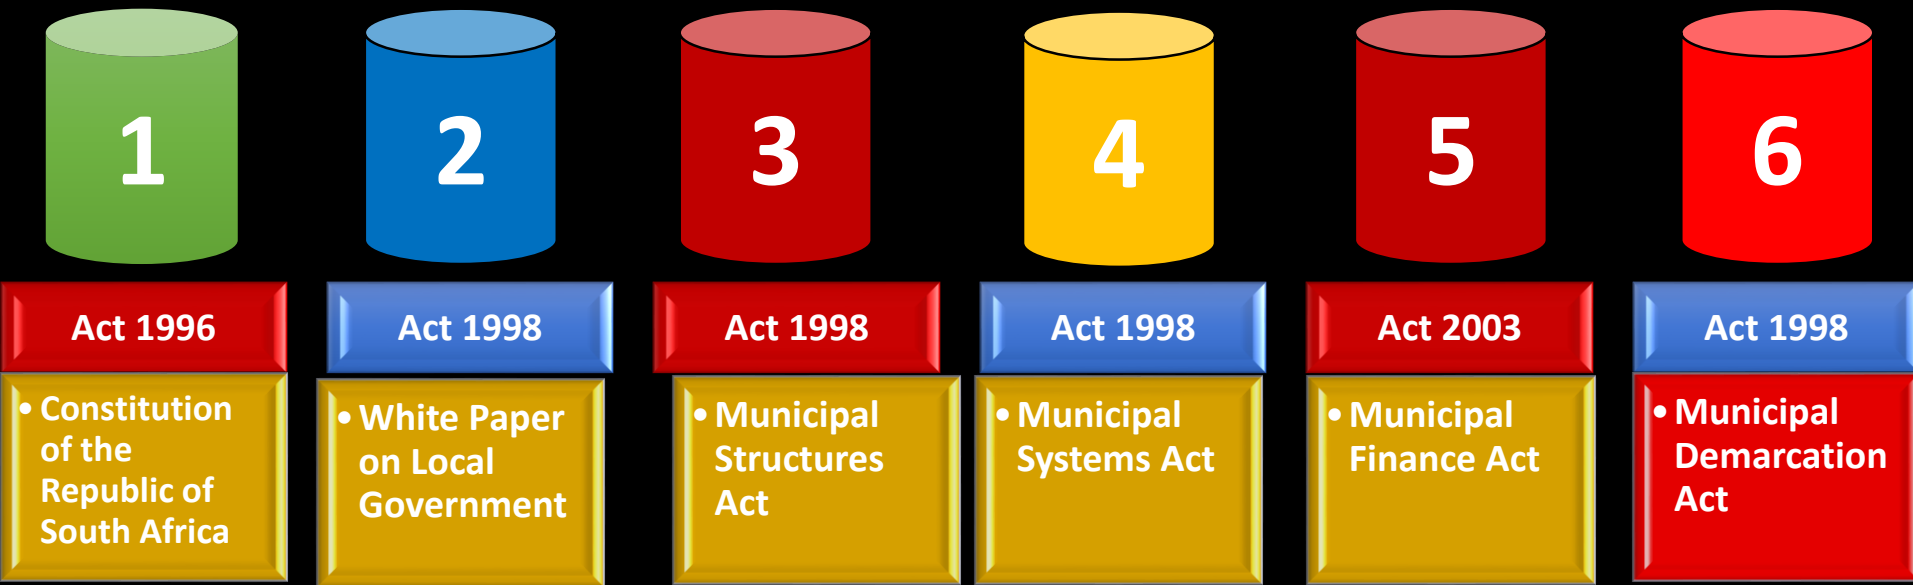 1
2
3
4
5
6
Act 1996
Act 1998
Act 1998
Act 1998
Act 2003
Act 1998
• Constitution
of the
Republic of
South Africa
• White Paper
on Local
Government
• Municipal
Structures
Act
• Municipal
Systems Act
• Municipal
Finance Act
• Municipal
Demarcation
Act